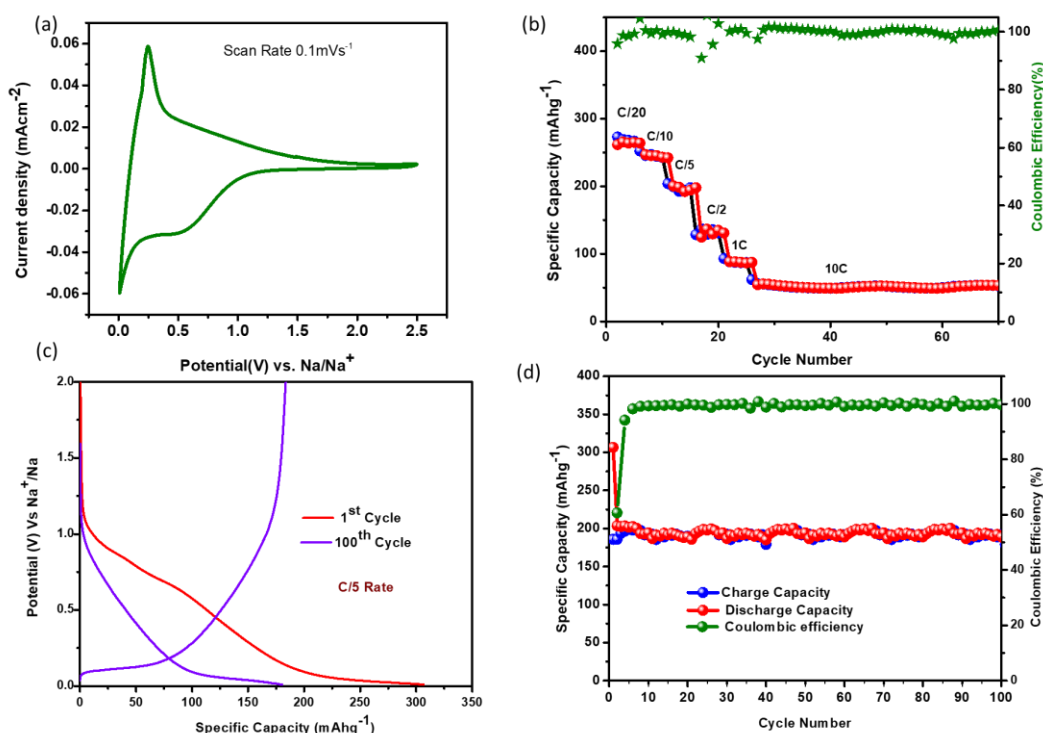 (a)
Scan Rate 0.1mVs⁻¹
Current density (mAcm⁻²)
0.06
0.04
0.02
0.00
-0.02
-0.04
-0.06
0.0 0.5 1.0 1.5 2.0 2.5
Potential(V) vs. Na/Na⁺
(b)
Specific Capacity (mAhg⁻¹)
400
300
200
100
0
C/20
C/10
C/5
C/2
1C
10C
100
80
60
40
20
0
Coulombic Efficiency(%)
0 20 40 60
Cycle Number
(c)
Potential (V) Vs Na⁺/Na
2.0
1.5
1.0
0.5
0.0
1ˢᵗ Cycle
100ᵗʰ Cycle
C/5 Rate
0 50 100 150 200 250 300 350
Specific Capacity (mAhg⁻¹)
(d)
Specific Capacity (mAhg⁻¹)
400
350
300
250
200
150
100
50
0
Charge Capacity
Discharge Capacity
Coulombic efficiency
100
80
60
40
20
0
Coulombic Efficiency (%)
0 10 20 30 40 50 60 70 80 90 100
Cycle Number